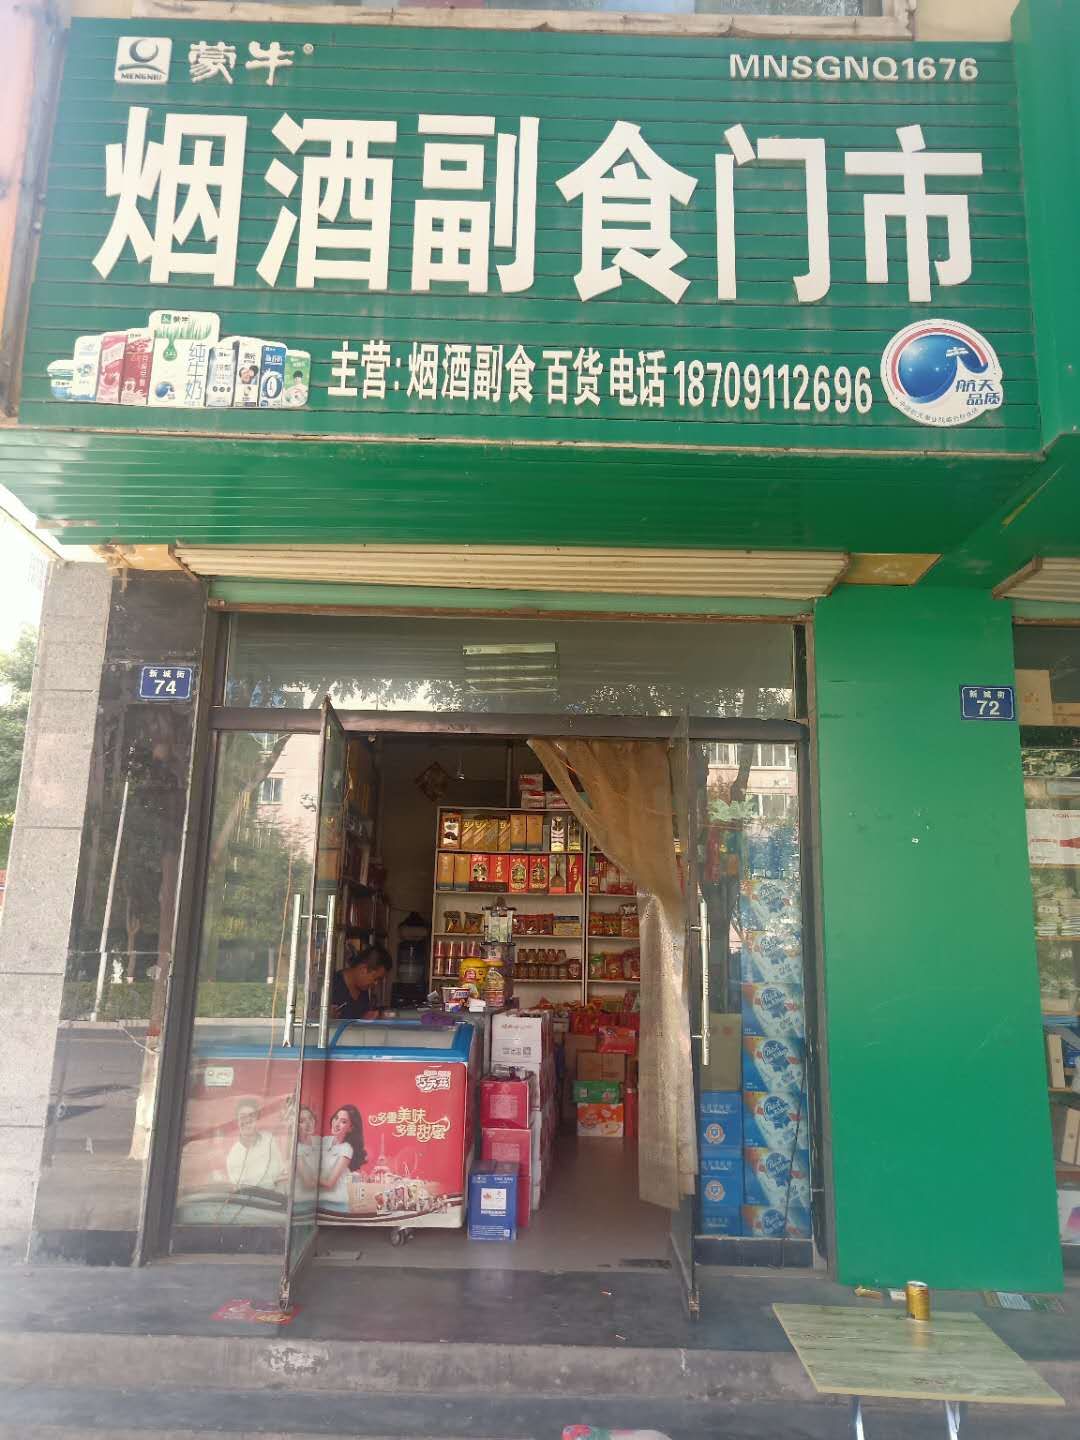 蒙牛®
MENGNIU
MNSGNQ1676
烟酒副食门市
蒙牛
纯牛奶
主营:烟酒副食 百货 电话 18709112696
航天
品质
新城街
74
新城街
72
巧乐兹
多重美味
多重甜蜜